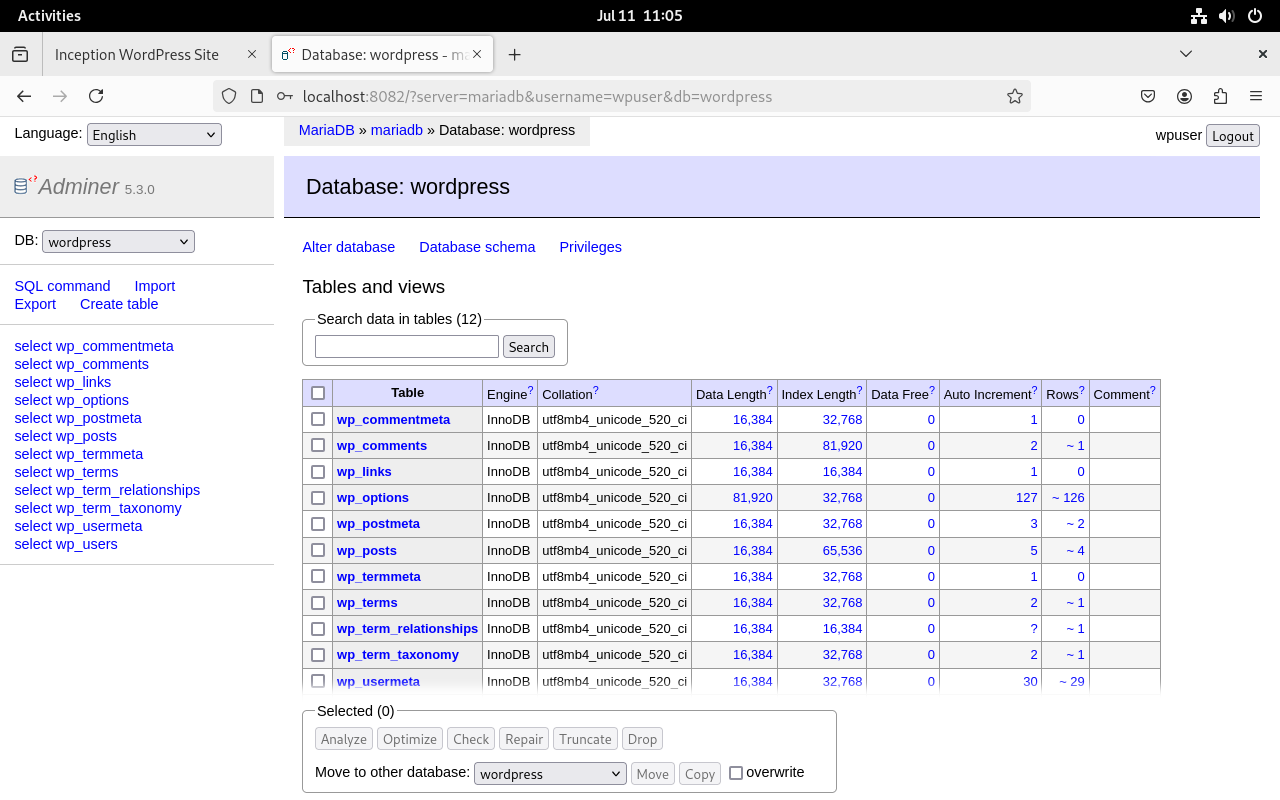 Activities
Jul 11 11:05
Inception WordPress Site
Database: wordpress - ma
localhost:8082/?server=mariadb&username=wpuser&db=wordpress
Language: English
MariaDB » mariadb » Database: wordpress
wpuser Logout
Adminer 5.3.0
Database: wordpress
DB: wordpress
Alter database Database schema Privileges
SQL command Import
Export Create table
select wp_commentmeta
select wp_comments
select wp_links
select wp_options
select wp_postmeta
select wp_posts
select wp_termmeta
select wp_terms
select wp_term_relationships
select wp_term_taxonomy
select wp_usermeta
select wp_users
Tables and views
Search data in tables (12)
Search
Table Engine? Collation? Data Length? Index Length? Data Free? Auto Increment? Rows? Comment?
wp_commentmeta InnoDB utf8mb4_unicode_520_ci 16,384 32,768 0 1 0
wp_comments InnoDB utf8mb4_unicode_520_ci 16,384 81,920 0 2 ~ 1
wp_links InnoDB utf8mb4_unicode_520_ci 16,384 16,384 0 1 0
wp_options InnoDB utf8mb4_unicode_520_ci 81,920 32,768 0 127 ~ 126
wp_postmeta InnoDB utf8mb4_unicode_520_ci 16,384 32,768 0 3 ~ 2
wp_posts InnoDB utf8mb4_unicode_520_ci 16,384 65,536 0 5 ~ 4
wp_termmeta InnoDB utf8mb4_unicode_520_ci 16,384 32,768 0 1 0
wp_terms InnoDB utf8mb4_unicode_520_ci 16,384 32,768 0 2 ~ 1
wp_term_relationships InnoDB utf8mb4_unicode_520_ci 16,384 16,384 0 ? ~ 1
wp_term_taxonomy InnoDB utf8mb4_unicode_520_ci 16,384 32,768 0 2 ~ 1
wp_usermeta InnoDB utf8mb4_unicode_520_ci 16,384 32,768 0 30 ~ 29
Selected (0)
Analyze Optimize Check Repair Truncate Drop
Move to other database: wordpress Move Copy overwrite